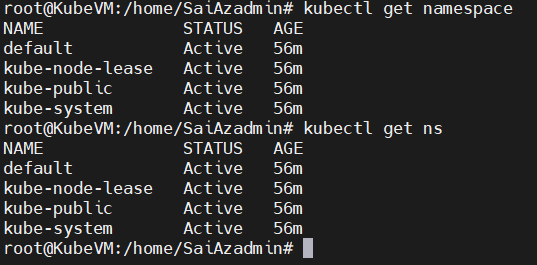 root@KubeVM:/home/SaiAzadmin# kubectl get namespace
NAME              STATUS   AGE
default           Active   56m
kube-node-lease   Active   56m
kube-public       Active   56m
kube-system       Active   56m
root@KubeVM:/home/SaiAzadmin# kubectl get ns
NAME              STATUS   AGE
default           Active   56m
kube-node-lease   Active   56m
kube-public       Active   56m
kube-system       Active   56m
root@KubeVM:/home/SaiAzadmin#